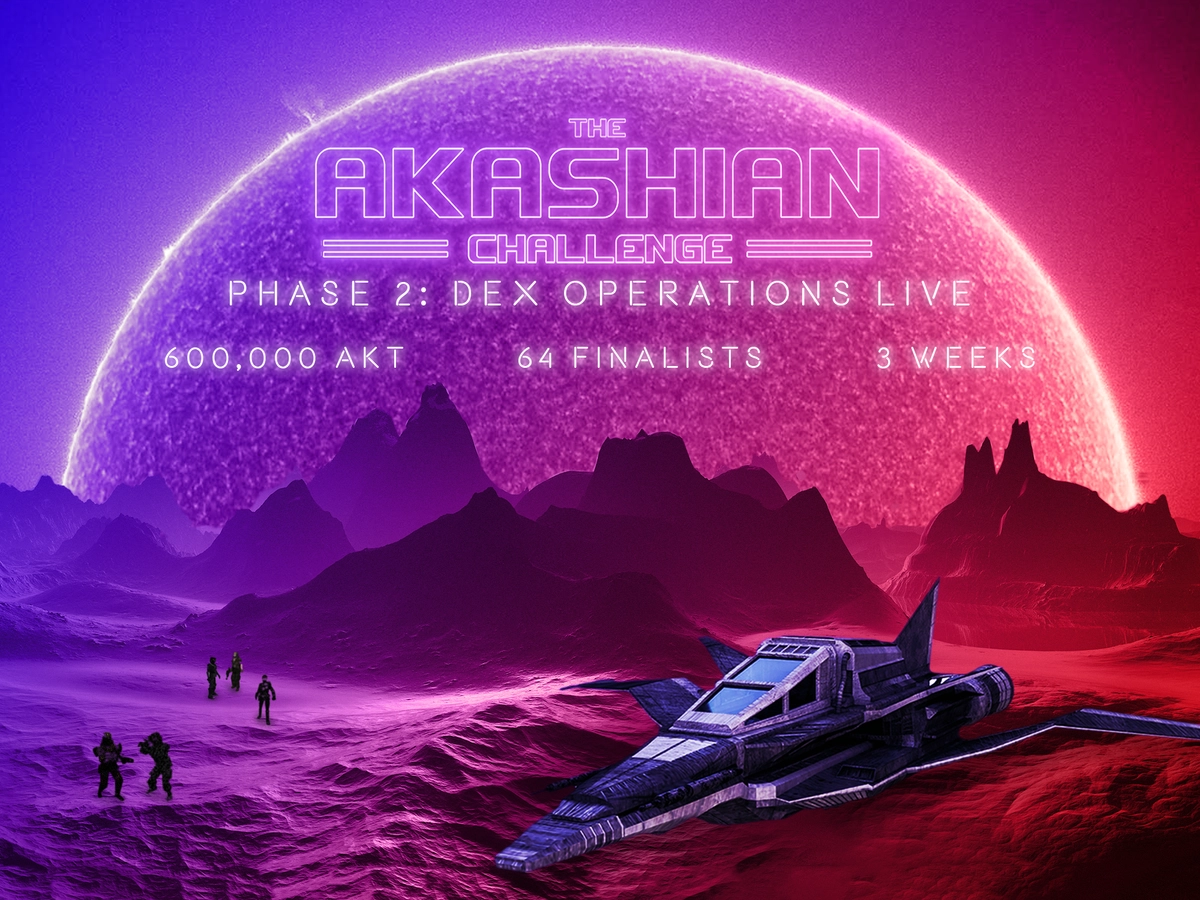 THE
AKASHIAN
CHALLENGE
PHASE 2: DEX OPERATIONS LIVE
600,000 AKT 64 FINALISTS 3 WEEKS